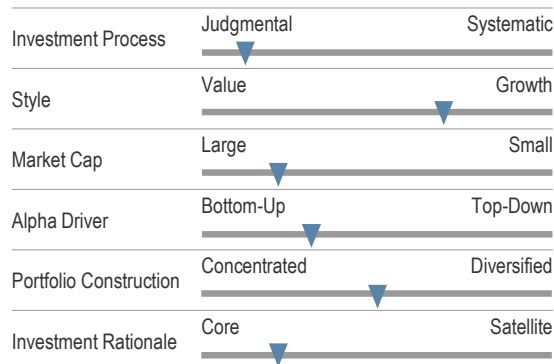 Judgmental Systematic
Investment Process
Value Growth
Style
Large Small
Market Cap
Bottom-Up Top-Down
Alpha Driver
Concentrated Diversified
Portfolio Construction
Core Satellite
Investment Rationale